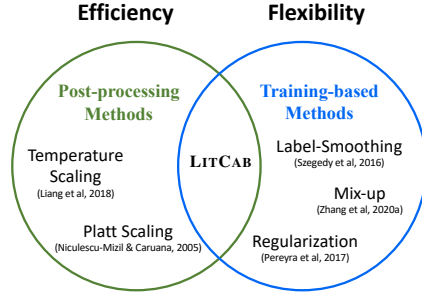 Efficiency
Flexibility
Post-processing
Methods
Temperature
Scaling
(Liang et al, 2018)
Platt Scaling
(Niculescu-Mizil & Caruana, 2005)
LITCAB
Training-based
Methods
Label-Smoothing
(Szegedy et al, 2016)
Mix-up
(Zhang et al, 2020a)
Regularization
(Pereyra et al, 2017)